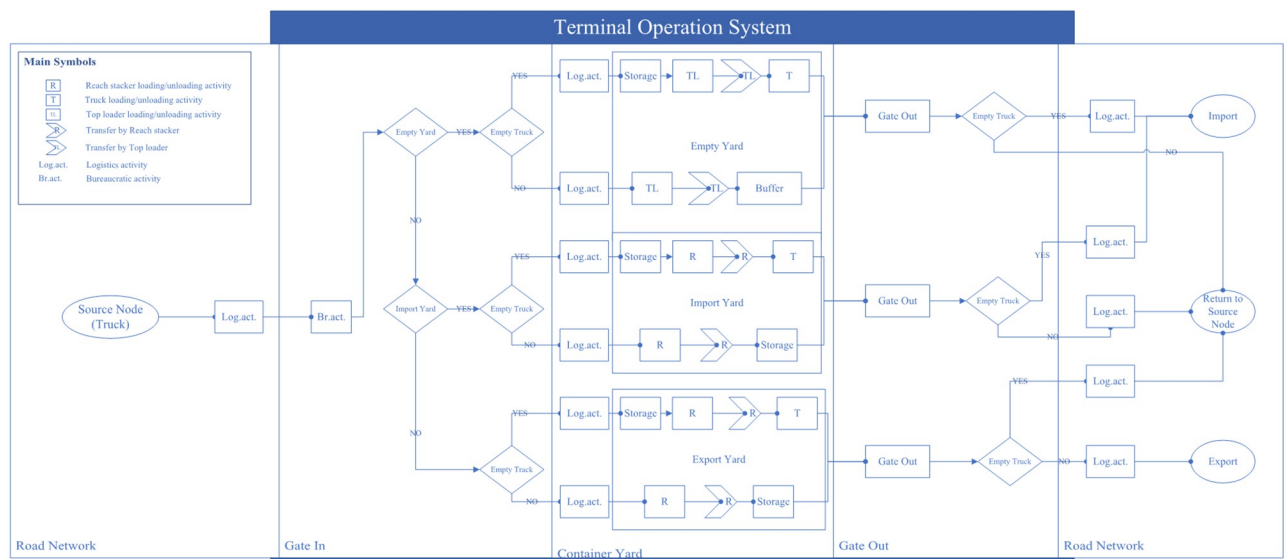 Terminal Operation System
Main Symbols
R Reach stacker loading/unloading activity
T Truck loading/unloading activity
TL Top loader loading/unloading activity
R Transfer by Reach stacker
TL Transfer by Top loader
Log.act. Logistics activity
Br.act. Bureaucratic activity
Source Node
(Truck)
Log.act.
Br.act.
Empty Yard
YES
Empty Truck
YES
NO
NO
Import Yard
YES
Empty Truck
YES
NO
NO
Empty Truck
YES
NO
Log.act.
Storage
TL
TL
T
Empty Yard
Log.act.
TL
TL
Buffer
Log.act.
Storage
R
R
T
Import Yard
Log.act.
R
R
Storage
Log.act.
Storage
R
R
T
Export Yard
Log.act.
R
R
Storage
Gate Out
Empty Truck
YES
NO
Log.act.
Import
Gate Out
Empty Truck
YES
NO
Log.act.
Log.act.
Return to
Source
Node
Gate Out
Empty Truck
YES
NO
Log.act.
Log.act.
Export
Road Network
Gate In
Container Yard
Gate Out
Road Network